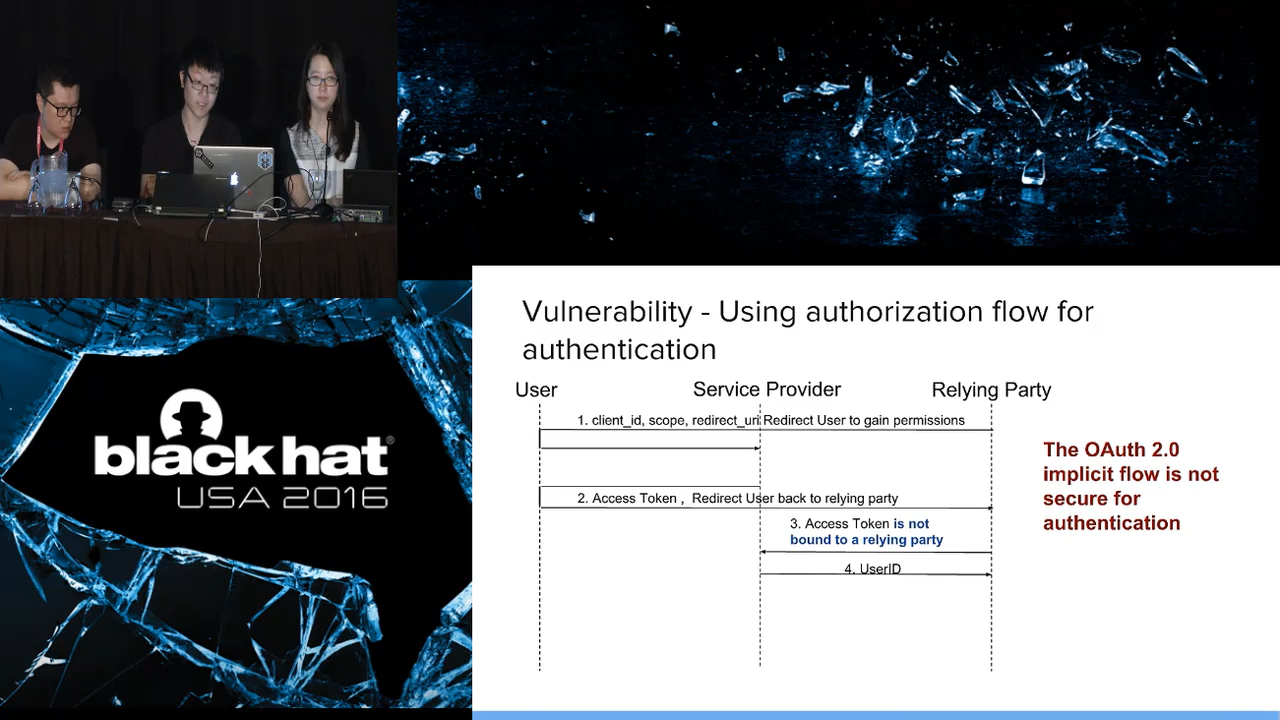 Vulnerability - Using authorization flow for
authentication
User
Service Provider
Relying Party
1. client_id, scope, redirect_uri Redirect User to gain permissions
2. Access Token , Redirect User back to relying party
3. Access Token is not
bound to a relying party
4. UserID
The OAuth 2.0
implicit flow is not
secure for
authentication
black hat®
USA 2016